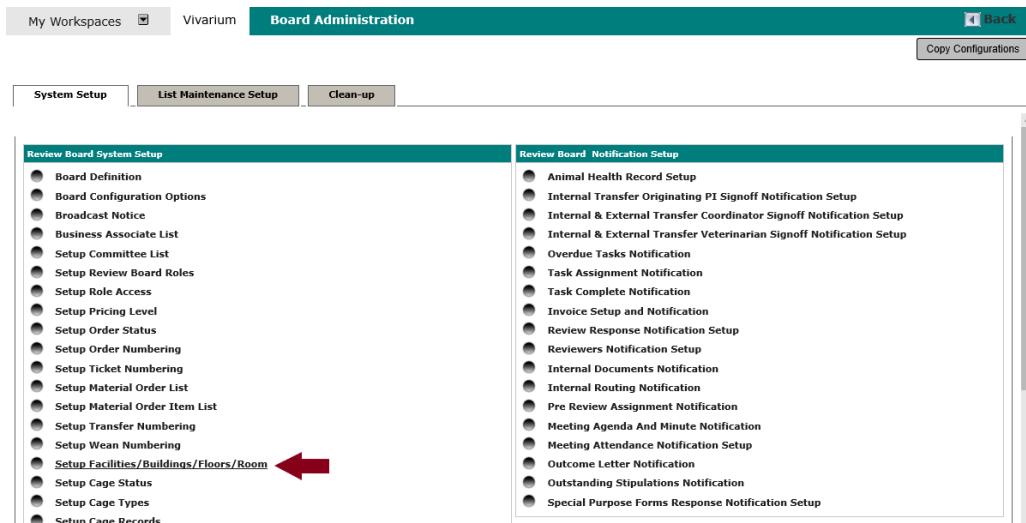 My Workspaces Vivarium Board Administration Back
Copy Configurations
System Setup List Maintenance Setup Clean-up
Review Board System Setup
Board Definition
Board Configuration Options
Broadcast Notice
Business Associate List
Setup Committee List
Setup Review Board Roles
Setup Role Access
Setup Pricing Level
Setup Order Status
Setup Order Numbering
Setup Ticket Numbering
Setup Material Order List
Setup Material Order Item List
Setup Transfer Numbering
Setup Wean Numbering
Setup Facilities/Buildings/Floors/Room
Setup Cage Status
Setup Cage Types
Setup Cage Records
Review Board Notification Setup
Animal Health Record Setup
Internal Transfer Originating PI Signoff Notification Setup
Internal & External Transfer Coordinator Signoff Notification Setup
Internal & External Transfer Veterinarian Signoff Notification Setup
Overdue Tasks Notification
Task Assignment Notification
Task Complete Notification
Invoice Setup and Notification
Review Response Notification Setup
Reviewers Notification Setup
Internal Documents Notification
Internal Routing Notification
Pre Review Assignment Notification
Meeting Agenda And Minute Notification
Meeting Attendance Notification Setup
Outcome Letter Notification
Outstanding Stipulations Notification
Special Purpose Forms Response Notification Setup